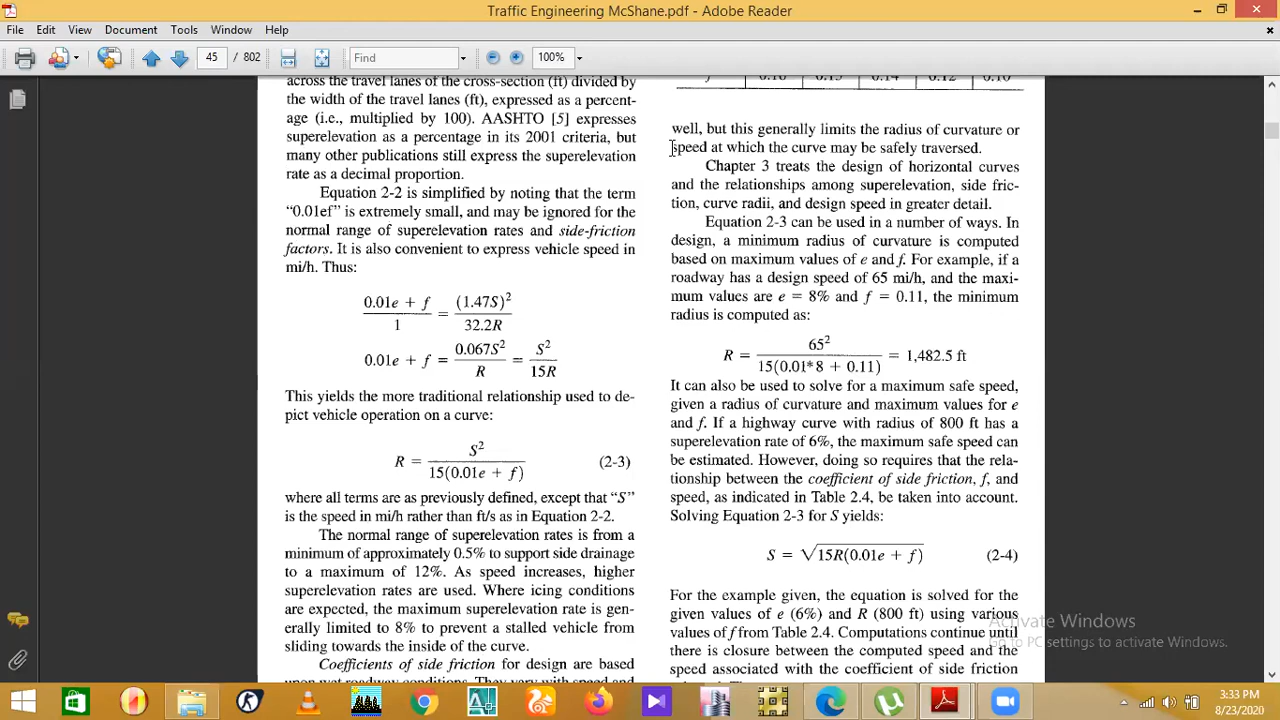 Traffic Engineering McShane.pdf - Adobe Reader
File Edit View Document Tools Window Help
45 / 802 Find 100%
across the travel lanes of the cross-section (ft) divided by
the width of the travel lanes (ft), expressed as a percent-
age (i.e., multiplied by 100). AASHTO [5] expresses
superelevation as a percentage in its 2001 criteria, but
many other publications still express the superelevation
rate as a decimal proportion.
Equation 2-2 is simplified by noting that the term
“0.01ef” is extremely small, and may be ignored for the
normal range of superelevation rates and side-friction
factors. It is also convenient to express vehicle speed in
mi/h. Thus:
(0.01e + f)/1 = (1.47S)²/32.2R
0.01e + f = 0.067S²/R = S²/15R
This yields the more traditional relationship used to de-
pict vehicle operation on a curve:
R = S²/15(0.01e + f) (2-3)
where all terms are as previously defined, except that “S”
is the speed in mi/h rather than ft/s as in Equation 2-2.
The normal range of superelevation rates is from a
minimum of approximately 0.5% to support side drainage
to a maximum of 12%. As speed increases, higher
superelevation rates are used. Where icing conditions
are expected, the maximum superelevation rate is gen-
erally limited to 8% to prevent a stalled vehicle from
sliding towards the inside of the curve.
Coefficients of side friction for design are based
upon wet roadway conditions. They vary with speed and
f 0.16 0.15 0.14 0.12 0.10
well, but this generally limits the radius of curvature or
speed at which the curve may be safely traversed.
Chapter 3 treats the design of horizontal curves
and the relationships among superelevation, side fric-
tion, curve radii, and design speed in greater detail.
Equation 2-3 can be used in a number of ways. In
design, a minimum radius of curvature is computed
based on maximum values of e and f. For example, if a
roadway has a design speed of 65 mi/h, and the maxi-
mum values are e = 8% and f = 0.11, the minimum
radius is computed as:
R = 65²/15(0.01*8 + 0.11) = 1,482.5 ft
It can also be used to solve for a maximum safe speed,
given a radius of curvature and maximum values for e
and f. If a highway curve with radius of 800 ft has a
superelevation rate of 6%, the maximum safe speed can
be estimated. However, doing so requires that the rela-
tionship between the coefficient of side friction, f, and
speed, as indicated in Table 2.4, be taken into account.
Solving Equation 2-3 for S yields:
S = √15R(0.01e + f) (2-4)
For the example given, the equation is solved for the
given values of e (6%) and R (800 ft) using various
values of f from Table 2.4. Computations continue until
there is closure between the computed speed and the
speed associated with the coefficient of side friction
Activate Windows
Go to PC settings to activate Windows.
3:33 PM
8/23/2020